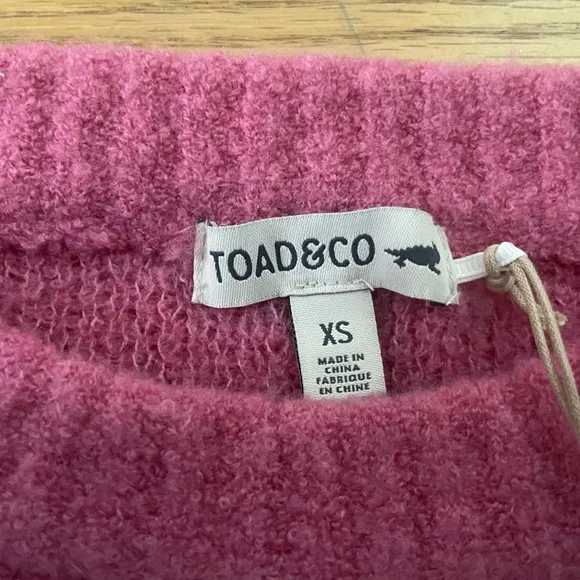 TOAD&CO
XS
MADE IN
CHINA
FABRIQUE
EN CHINE